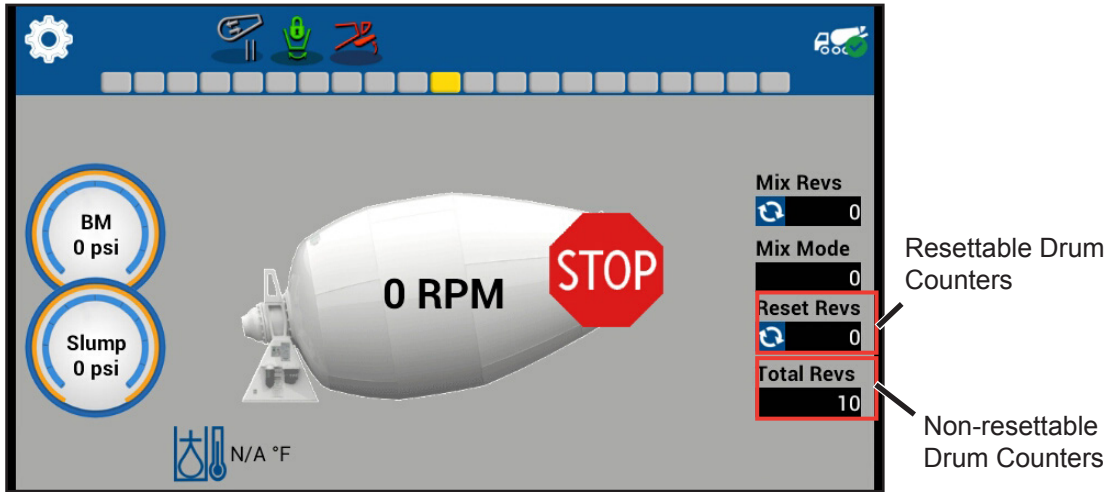 BM
0 psi
Slump
0 psi
0 RPM
STOP
N/A °F
Mix Revs
0
Mix Mode
0
Reset Revs
0
Total Revs
10
Resettable Drum
Counters
Non-resettable
Drum Counters